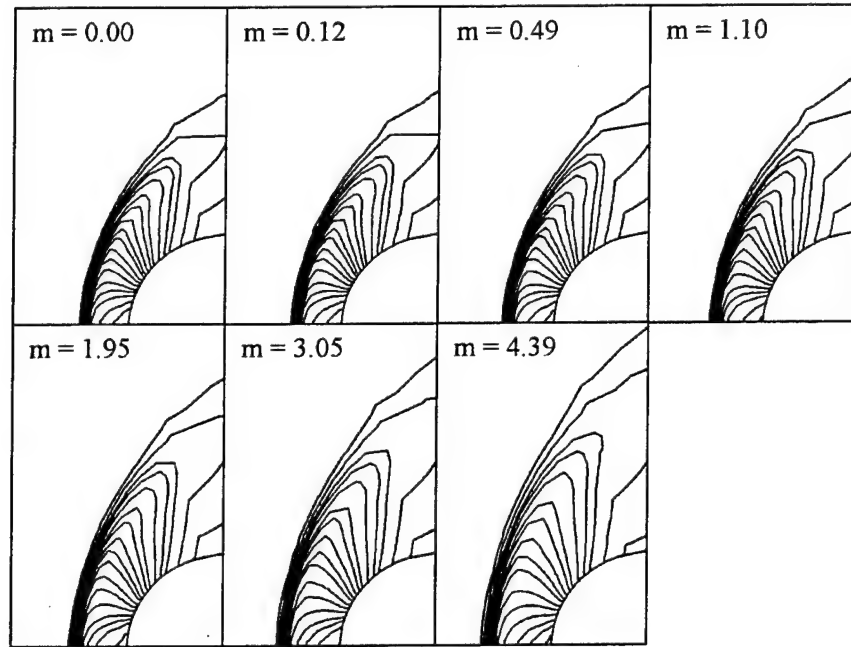 m = 0.00
m = 0.12
m = 0.49
m = 1.10
m = 1.95
m = 3.05
m = 4.39